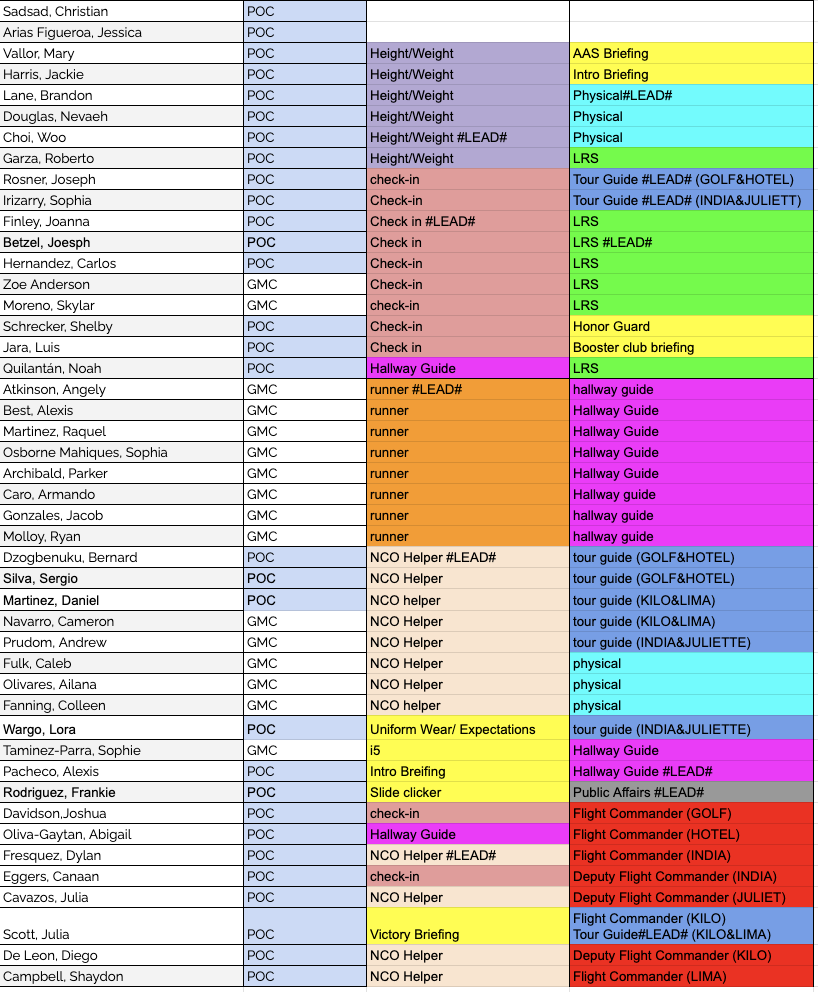 Sadsad, Christian POC
Arias Figueroa, Jessica POC
Vallor, Mary POC Height/Weight AAS Briefing
Harris, Jackie POC Height/Weight Intro Briefing
Lane, Brandon POC Height/Weight Physical#LEAD#
Douglas, Nevaeh POC Height/Weight Physical
Choi, Woo POC Height/Weight #LEAD# Physical
Garza, Roberto POC Height/Weight LRS
Rosner, Joseph POC check-in Tour Guide #LEAD# (GOLF&HOTEL)
Irizarry, Sophia POC Check-in Tour Guide #LEAD# (INDIA&JULIETT)
Finley, Joanna POC Check in #LEAD# LRS
Betzel, Joesph POC Check in LRS #LEAD#
Hernandez, Carlos POC Check-in LRS
Zoe Anderson GMC Check-in LRS
Moreno, Skylar GMC check-in LRS
Schrecker, Shelby POC Check-in Honor Guard
Jara, Luis POC Check in Booster club briefing
Quilantán, Noah POC Hallway Guide LRS
Atkinson, Angely GMC runner #LEAD# hallway guide
Best, Alexis GMC runner Hallway Guide
Martinez, Raquel GMC runner Hallway Guide
Osborne Mahiques, Sophia GMC runner Hallway Guide
Archibald, Parker GMC runner Hallway Guide
Caro, Armando GMC runner Hallway guide
Gonzales, Jacob GMC runner hallway guide
Molloy, Ryan GMC runner hallway guide
Dzogbenuku, Bernard POC NCO Helper #LEAD# tour guide (GOLF&HOTEL)
Silva, Sergio POC NCO Helper tour guide (GOLF&HOTEL)
Martinez, Daniel POC NCO helper tour guide (KILO&LIMA)
Navarro, Cameron GMC NCO Helper tour guide (KILO&LIMA)
Prudom, Andrew GMC NCO Helper tour guide (INDIA&JULIETTE)
Fulk, Caleb GMC NCO Helper physical
Olivares, Ailana GMC NCO Helper physical
Fanning, Colleen GMC NCO helper physical
Wargo, Lora POC Uniform Wear/ Expectations tour guide (INDIA&JULIETTE)
Taminez-Parra, Sophie GMC i5 Hallway Guide
Pacheco, Alexis POC Intro Breifing Hallway Guide #LEAD#
Rodriguez, Frankie POC Slide clicker Public Affairs #LEAD#
Davidson,Joshua POC check-in Flight Commander (GOLF)
Oliva-Gaytan, Abigail POC Hallway Guide Flight Commander (HOTEL)
Fresquez, Dylan POC NCO Helper #LEAD# Flight Commander (INDIA)
Eggers, Canaan POC check-in Deputy Flight Commander (INDIA)
Cavazos, Julia POC NCO Helper Deputy Flight Commander (JULIET)
Flight Commander (KILO)
Scott, Julia POC Victory Briefing Tour Guide#LEAD# (KILO&LIMA)
De Leon, Diego POC NCO Helper Deputy Flight Commander (KILO)
Campbell, Shaydon POC NCO Helper Flight Commander (LIMA)